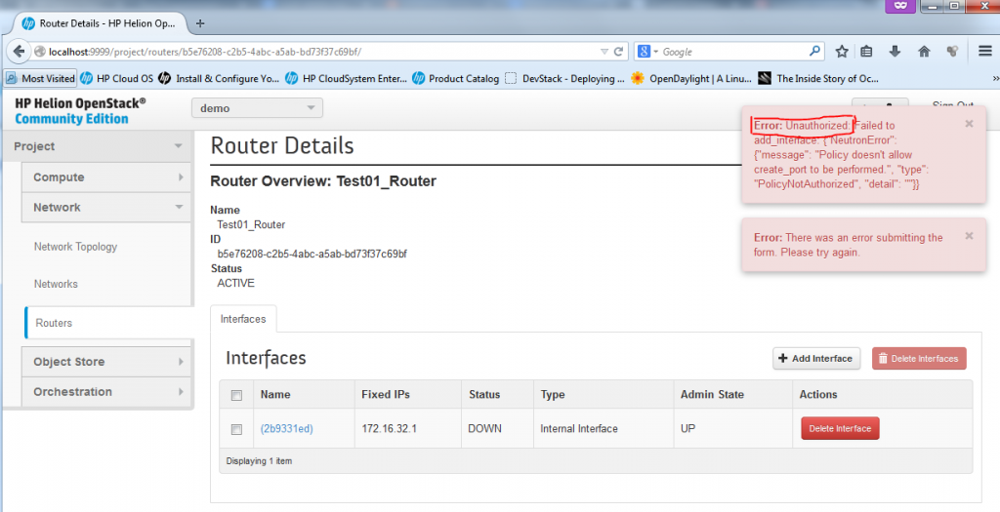 Router Details - HP Helion Op...
localhost:9999/project/routers/b5e76208-c2b5-4abc-a5ab-bd73f37c69bf/
Google
Most Visited
HP Cloud OS
Install & Configure Yo...
HP CloudSystem Enter...
Product Catalog
DevStack - Deploying ...
OpenDaylight | A Linu...
The Inside Story of Oc...
HP Helion OpenStack®
Community Edition
demo
Sign Out
Project
Compute
Network
Network Topology
Networks
Routers
Object Store
Orchestration
Router Details
Router Overview: Test01_Router
Name
Test01_Router
ID
b5e76208-c2b5-4abc-a5ab-bd73f37c69bf
Status
ACTIVE
Error: Unauthorized: Failed to
add_interface: {"NeutronError":
{"message": "Policy doesn't allow
create_port to be performed.", "type":
"PolicyNotAuthorized", "detail": ""}}
Error: There was an error submitting the
form. Please try again.
Interfaces
Interfaces
+ Add Interface
Delete Interfaces
Name Fixed IPs Status Type Admin State Actions
(2b9331ed) 172.16.32.1 DOWN Internal Interface UP Delete Interface
Displaying 1 item